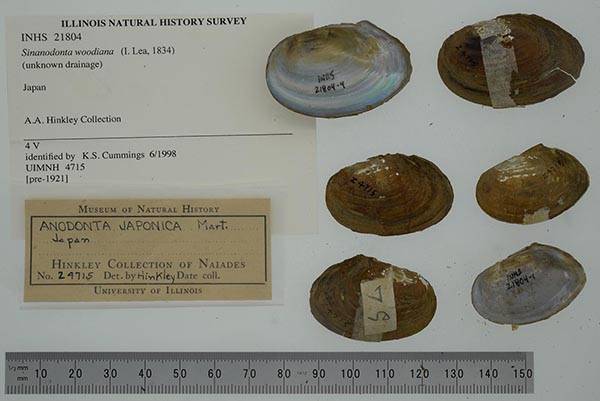 ILLINOIS NATURAL HISTORY SURVEY
INHS 21804
Sinanodonta woodiana (I. Lea, 1834)
(unknown drainage)
Japan
A.A. Hinkley Collection
4 V
identified by K.S. Cummings 6/1998
UIMNH 4715
[pre-1921]
MUSEUM OF NATURAL HISTORY
ANODONTA JAPONICA Mart.
Japan
HINKLEY COLLECTION OF NAIADES
No. 24715 Det. by Hinkley Date coll.
UNIVERSITY OF ILLINOIS
INHS
21804-4
24715
INHS
21804-1
mm 10 20 30 40 50 60 70 80 90 100 110 120 130 140 150